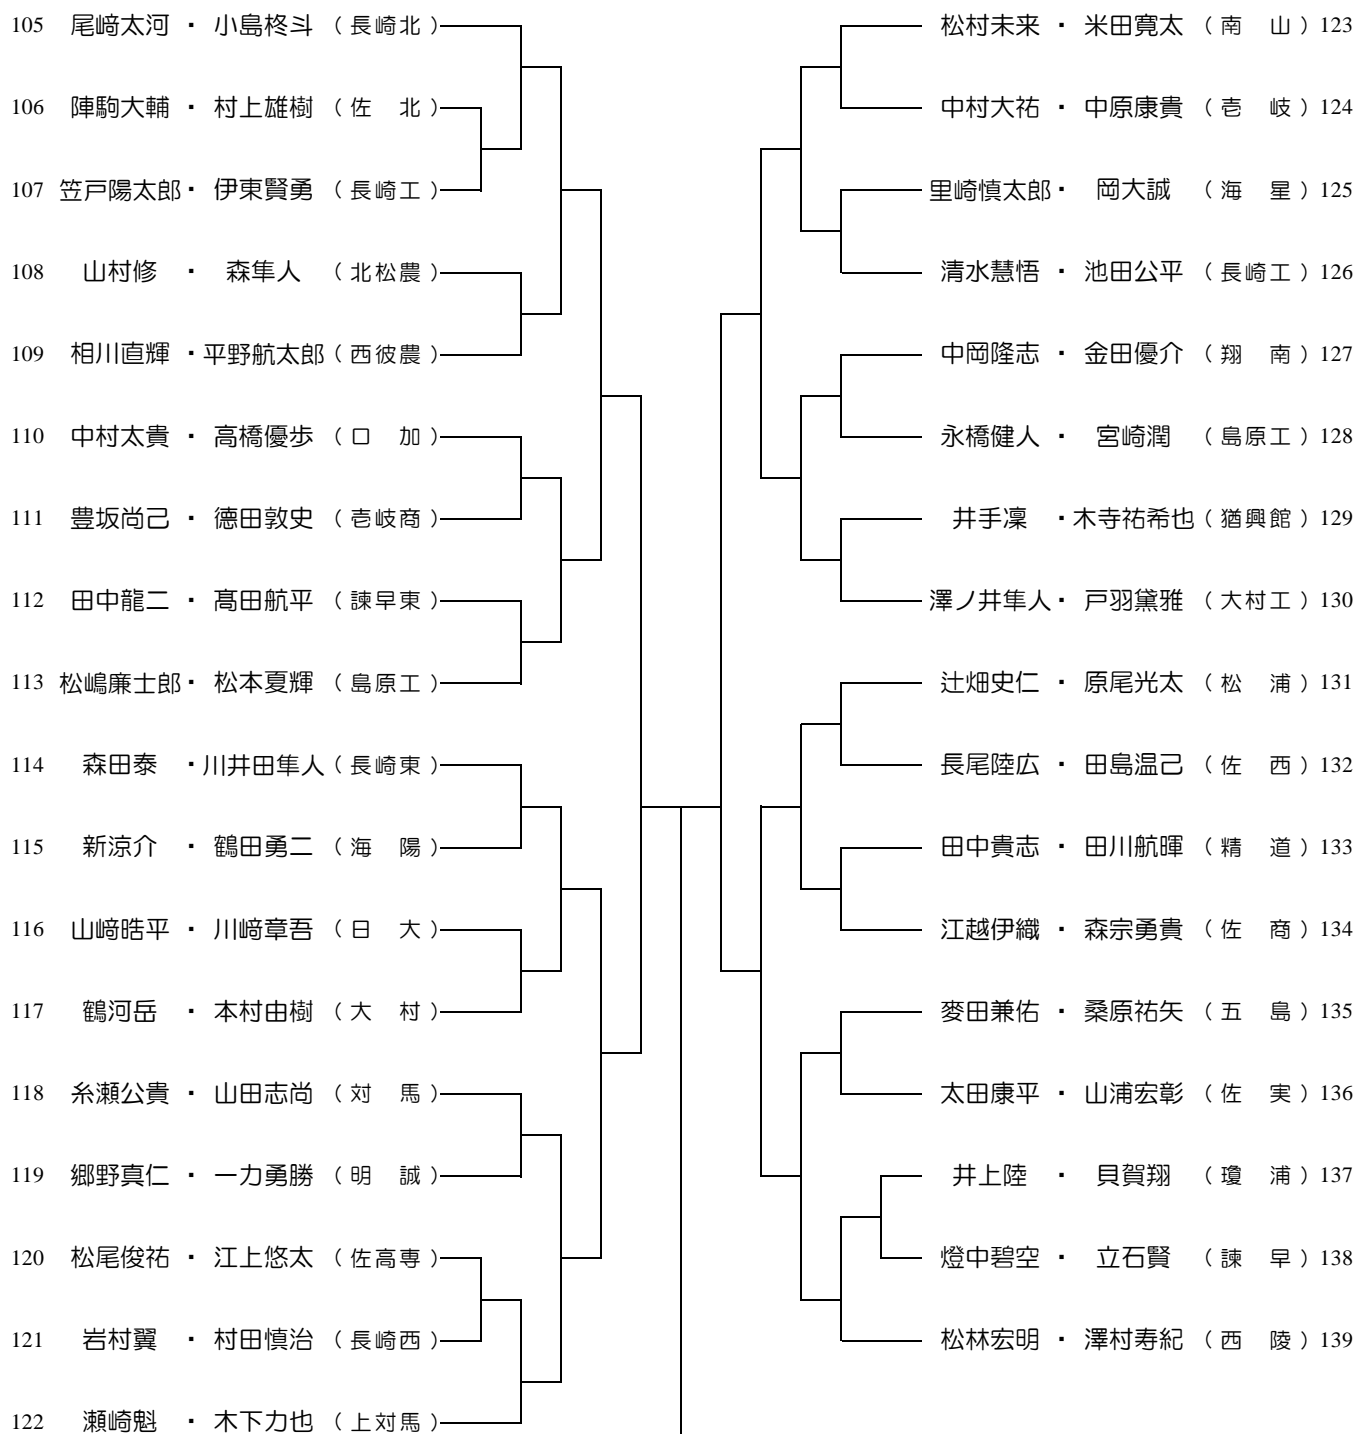 105 尾﨑太河 ・ 小島柊斗 （長崎北）
106 陣駒大輔 ・ 村上雄樹 （佐　北）
107 笠戸陽太郎・ 伊東賢勇 （長崎工）
108 山村修 ・ 森隼人 （北松農）
109 相川直輝 ・平野航太郎（西彼農）
110 中村太貴 ・ 高橋優歩 （口　加）
111 豊坂尚己 ・ 德田敦史 （壱岐商）
112 田中龍二 ・ 髙田航平 （諫早東）
113 松嶋廉士郎・ 松本夏輝 （島原工）
114 森田泰 ・川井田隼人（長崎東）
115 新涼介 ・ 鶴田勇二 （海　陽）
116 山﨑晧平 ・ 川﨑章吾 （日　大）
117 鶴河岳 ・ 本村由樹 （大　村）
118 糸瀬公貴 ・ 山田志尚 （対　馬）
119 郷野真仁 ・ 一力勇勝 （明　誠）
120 松尾俊祐 ・ 江上悠太 （佐高専）
121 岩村翼 ・ 村田慎治 （長崎西）
122 瀬崎魁 ・ 木下力也 （上対馬）
松村未来 ・ 米田寛太 （南　山）123
中村大祐 ・ 中原康貴 （壱　岐）124
里崎慎太郎・ 岡大誠 （海　星）125
清水慧悟 ・ 池田公平 （長崎工）126
中岡隆志 ・ 金田優介 （翔　南）127
永橋健人 ・ 宮崎潤 （島原工）128
井手凜 ・木寺祐希也（猶興館）129
澤ノ井隼人・ 戸羽黛雅 （大村工）130
辻畑史仁 ・ 原尾光太 （松　浦）131
長尾陸広 ・ 田島温己 （佐　西）132
田中貴志 ・ 田川航暉 （精　道）133
江越伊織 ・ 森宗勇貴 （佐　商）134
麥田兼佑 ・ 桑原祐矢 （五　島）135
太田康平 ・ 山浦宏彰 （佐　実）136
井上陸 ・ 貝賀翔 （瓊　浦）137
燈中碧空 ・ 立石賢 （諫　早）138
松林宏明 ・ 澤村寿紀 （西　陵）139